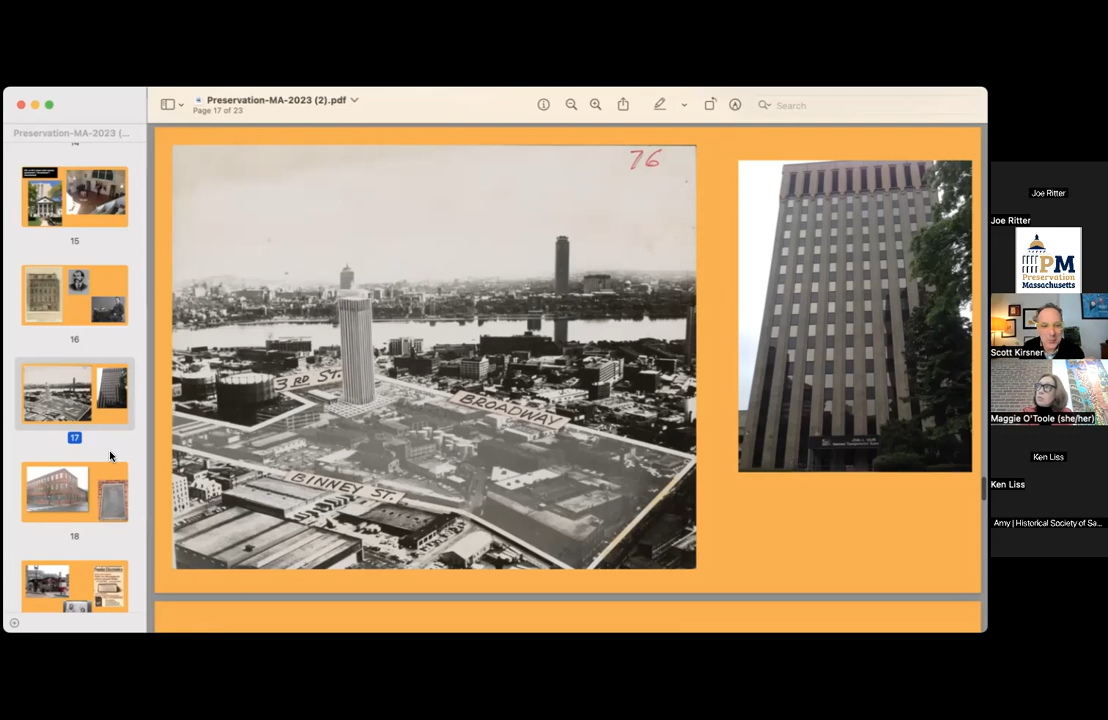 Preservation-MA-2023 (2).pdf
Page 17 of 23
Search
Preservation-MA-2023 (...
14
15
16
17
18
76
3RD ST.
BROADWAY
BINNEY ST.
Joe Ritter
Joe Ritter
PM
Preservation
Massachusetts
Scott Kirsner
Maggie O'Toole (she/her)
Ken Liss
Ken Liss
Amy | Historical Society of Sa...